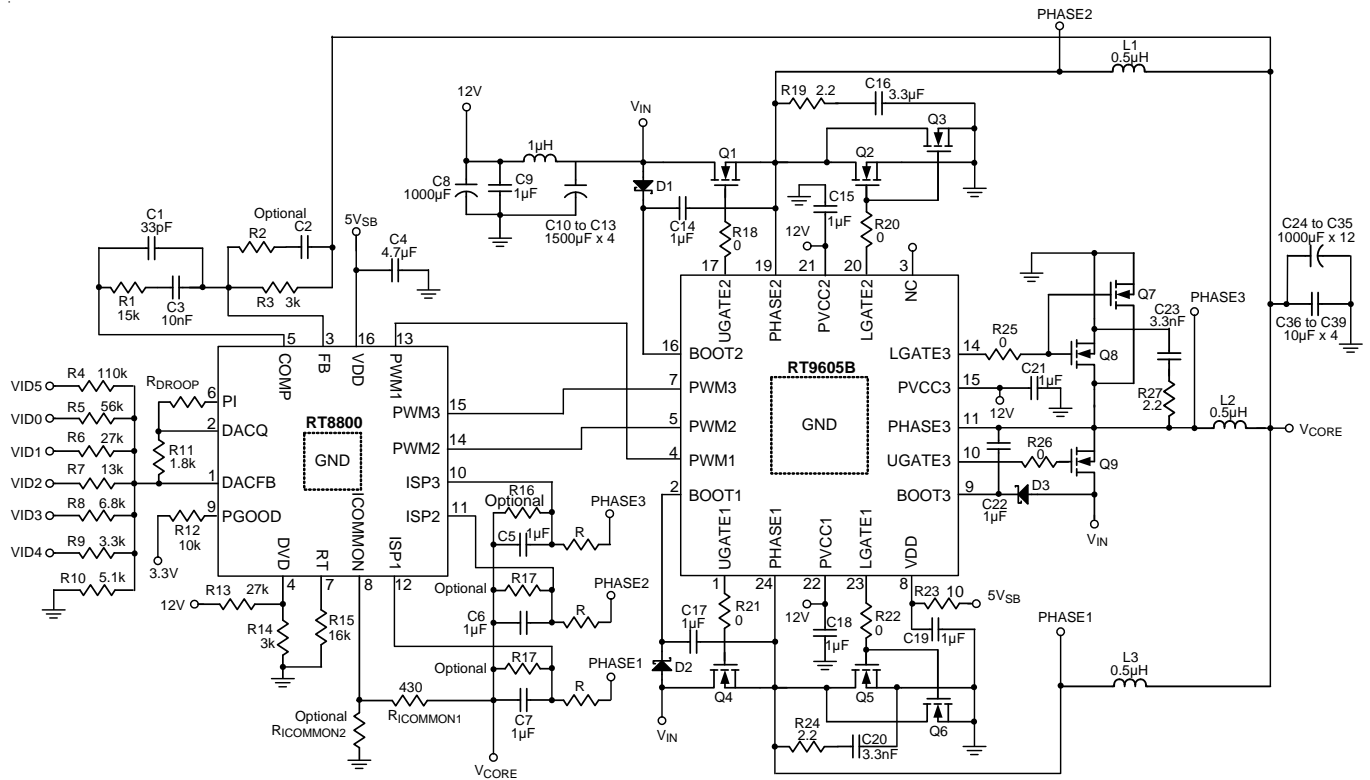 PHASE2
L1
0.5µH
12V
1µH
C8
1000µF
C9
1µF
C10 to C13
1500µF x 4
VIN
D1
C14
1µF
Q1
R18
0
R19 2.2
C16
3.3µF
Q3
Q2
C15
1µF
12V
R20
0
C1
33pF
Optional
R2
C2
R1
15k
C3
10nF
R3 3k
5VSB
C4
4.7µF
C24 to C35
1000µF x 12
C36 to C39
10µF x 4
5
3
16
13
COMP
FB
VDD
PWM1
RT8800
GND
6
PI
2
DACQ
1
DACFB
9
PGOOD
15
PWM3
14
PWM2
10
ISP3
11
ISP2
4
DVD
7
RT
8
ICOMMON
12
ISP1
VID5
R4 110k
VID0
R5 56k
VID1
R6 27k
VID2
R7 13k
VID3
R8 6.8k
VID4
R9 3.3k
R10 5.1k
RDROOP
R11
1.8k
R12
10k
3.3V
12V
R13 27k
R14
3k
R15
16k
Optional
RICOMMON2
430
RICOMMON1
Optional
R16
C5 1µF
R
PHASE3
Optional
R17
C6
1µF
R
PHASE2
Optional
R17
C7
1µF
R
PHASE1
VCORE
17
19
21
20
3
UGATE2
PHASE2
PVCC2
LGATE2
NC
RT9605B
GND
16
BOOT2
7
PWM3
5
PWM2
4
PWM1
2
BOOT1
LGATE3
14
PVCC3
15
PHASE3
11
UGATE3
10
BOOT3
9
UGATE1
PHASE1
PVCC1
LGATE1
VDD
1
24
22
23
8
R25
0
Q7
Q8
C23
3.3nF
R27
2.2
C21
1µF
12V
PHASE3
L2
0.5µH
VCORE
R26
0
Q9
D3
C22
1µF
VIN
C17
1µF
R21
0
D2
Q4
VIN
12V
C18
1µF
R22
0
Q5
Q6
R23 10
5VSB
C19
1µF
R24
2.2
C20
3.3nF
PHASE1
L3
0.5µH